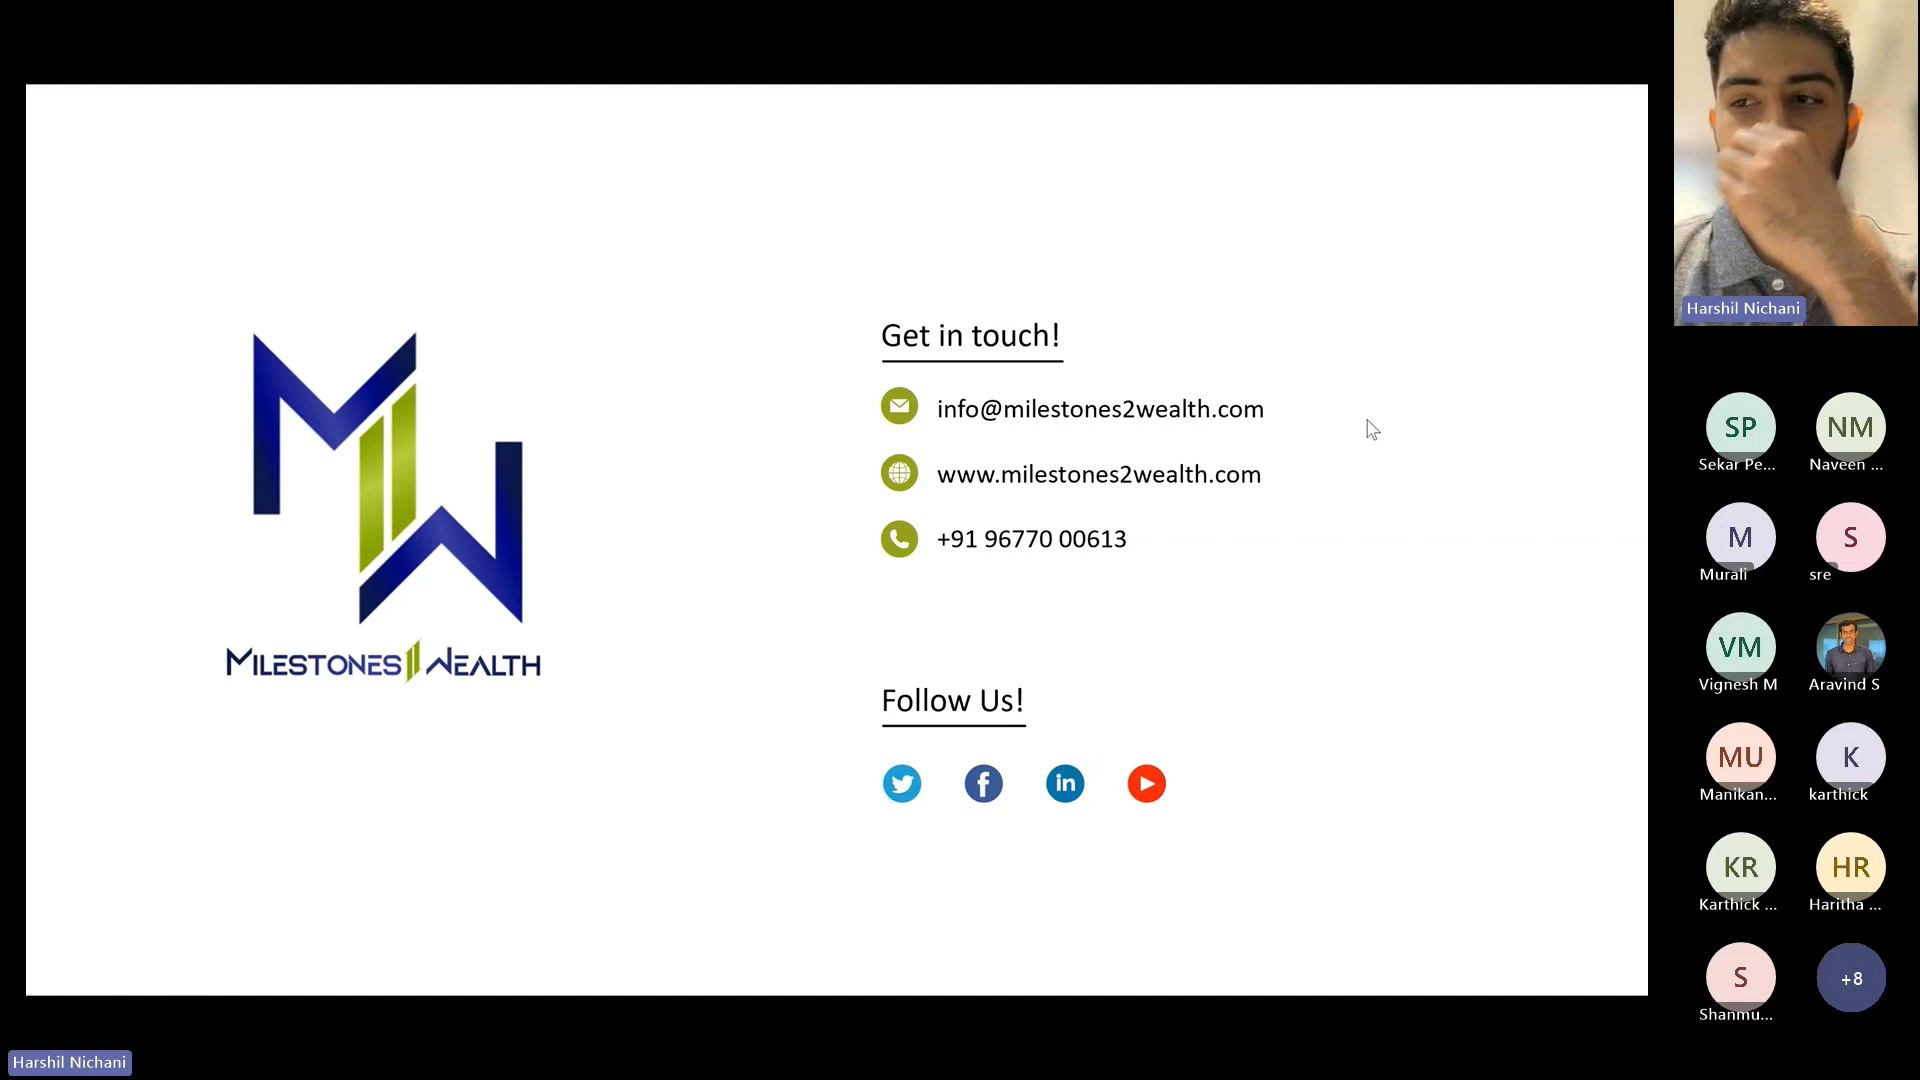 Get in touch!
info@milestones2wealth.com
www.milestones2wealth.com
+91 96770 00613
MILESTONES WEALTH
Follow Us!
in
Harshil Nichani
SP
Sekar Pe...
NM
Naveen ...
M
Murali
S
sre
VM
Vignesh M
Aravind S
MU
Manikan...
K
karthick
KR
Karthick ...
HR
Haritha ...
S
Shanmu...
+8
Harshil Nichani